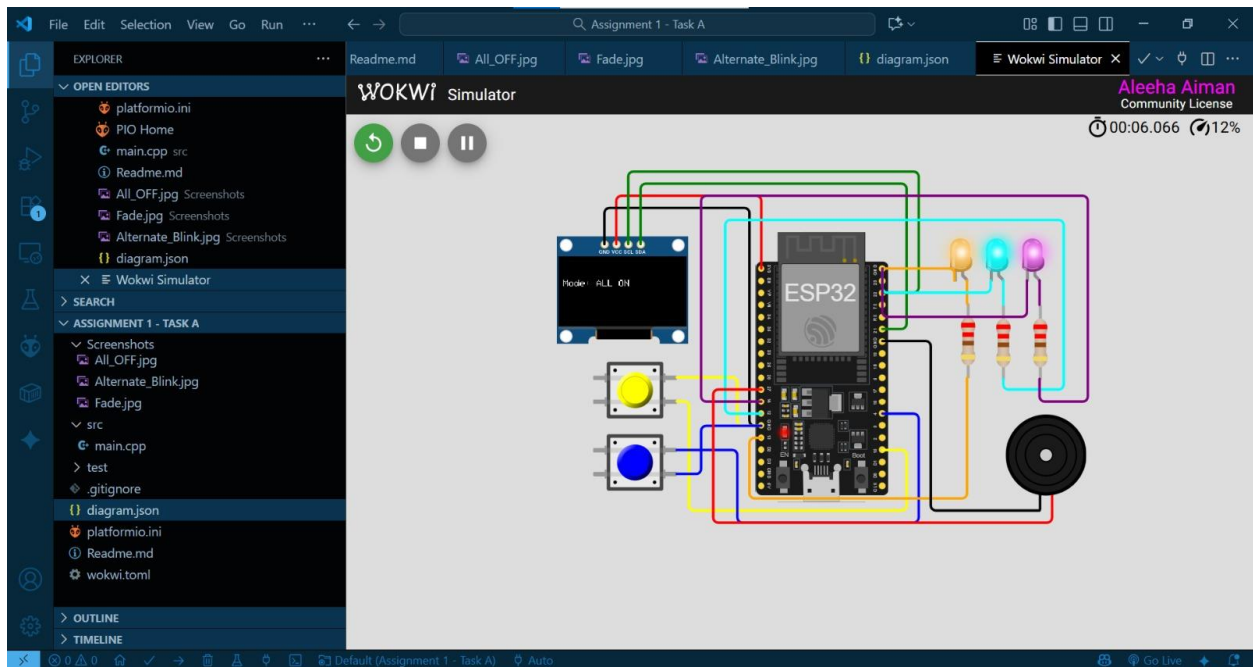 File Edit Selection View Go Run ··· Assignment 1 - Task A
EXPLORER ···
OPEN EDITORS
platformio.ini
PIO Home
main.cpp src
Readme.md
All_OFF.jpg Screenshots
Fade.jpg Screenshots
Alternate_Blink.jpg Screenshots
{} diagram.json
Wokwi Simulator
SEARCH
ASSIGNMENT 1 - TASK A
Screenshots
All_OFF.jpg
Alternate_Blink.jpg
Fade.jpg
src
main.cpp
test
.gitignore
{} diagram.json
platformio.ini
Readme.md
wokwi.toml
OUTLINE
TIMELINE
Readme.md All_OFF.jpg Fade.jpg Alternate_Blink.jpg {} diagram.json Wokwi Simulator
WOKWI Simulator
Aleeha Aiman
Community License
00:06.066 12%
GND VCC SCL SDA
Mode: ALL ON
ESP32
EN Boot
1
0 0 0 Default (Assignment 1 - Task A) Auto Go Live